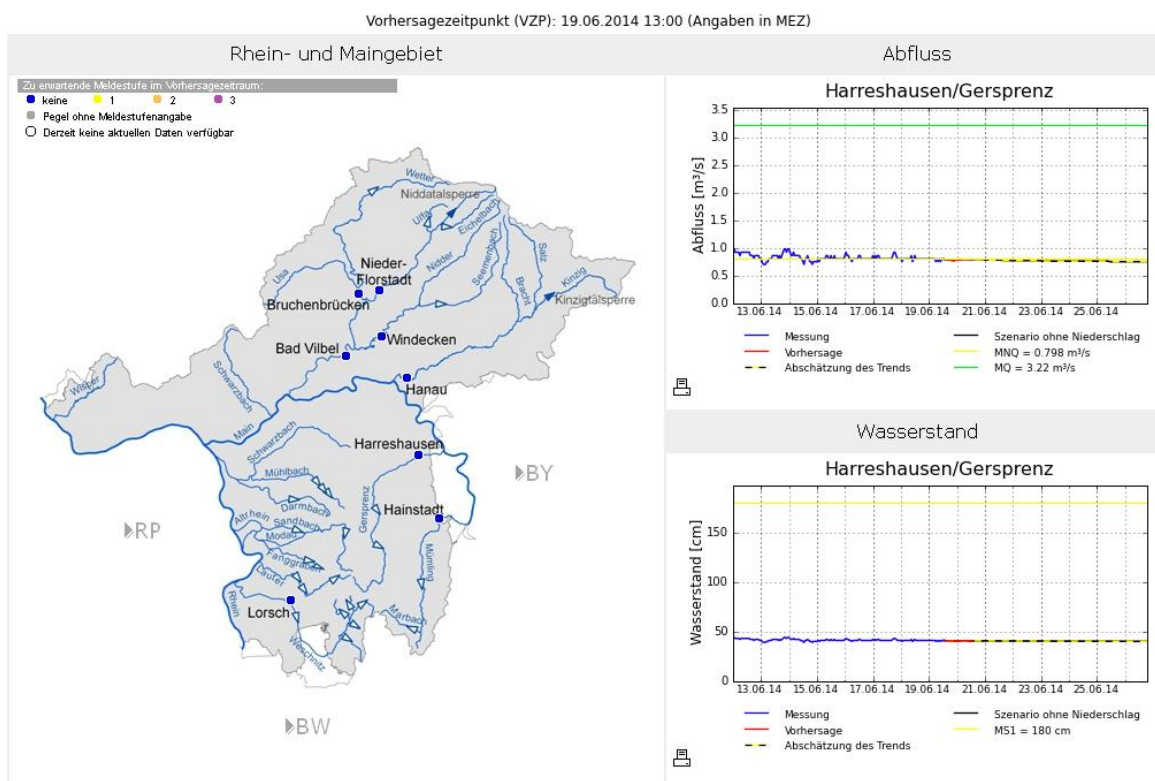 Vorhersagezeitpunkt (VZP): 19.06.2014 13:00 (Angaben in MEZ)
Rhein- und Maingebiet
Zu erwartende Meldestufe im Vorhersagezeitraum:
keine 1 2 3
Pegel ohne Meldestufenangabe
Derzeit keine aktuellen Daten verfügbar
Wetter
Niddatalsperre
Ulfa
Eichelbach
Nidder
Seemenbach
Salz
Bracht
Kinzig
Kinzigtalsperre
Usa
Nieder-
Florstadt
Bruchenbrücken
Windecken
Bad Vilbel
Hanau
Wisper
Schwarzbach
Main
Schwarzbach
Harreshausen
BY
Mühlbach
Darmbach
Gersprenz
Hainstadt
RP
Altrhein
Sandbach
Modau
Fanggraben
Mümling
Lauter
Rhein
Lorsch
Marbach
Weschnitz
BW
Abfluss
Harreshausen/Gersprenz
Abfluss [m³/s]
3.5
3.0
2.5
2.0
1.5
1.0
0.5
0.0
13.06.14 15.06.14 17.06.14 19.06.14 21.06.14 23.06.14 25.06.14
Messung
Vorhersage
Abschätzung des Trends
Szenario ohne Niederschlag
MNQ = 0.798 m³/s
MQ = 3.22 m³/s
Wasserstand
Harreshausen/Gersprenz
Wasserstand [cm]
150
100
50
0
13.06.14 15.06.14 17.06.14 19.06.14 21.06.14 23.06.14 25.06.14
Messung
Vorhersage
Abschätzung des Trends
Szenario ohne Niederschlag
MS1 = 180 cm